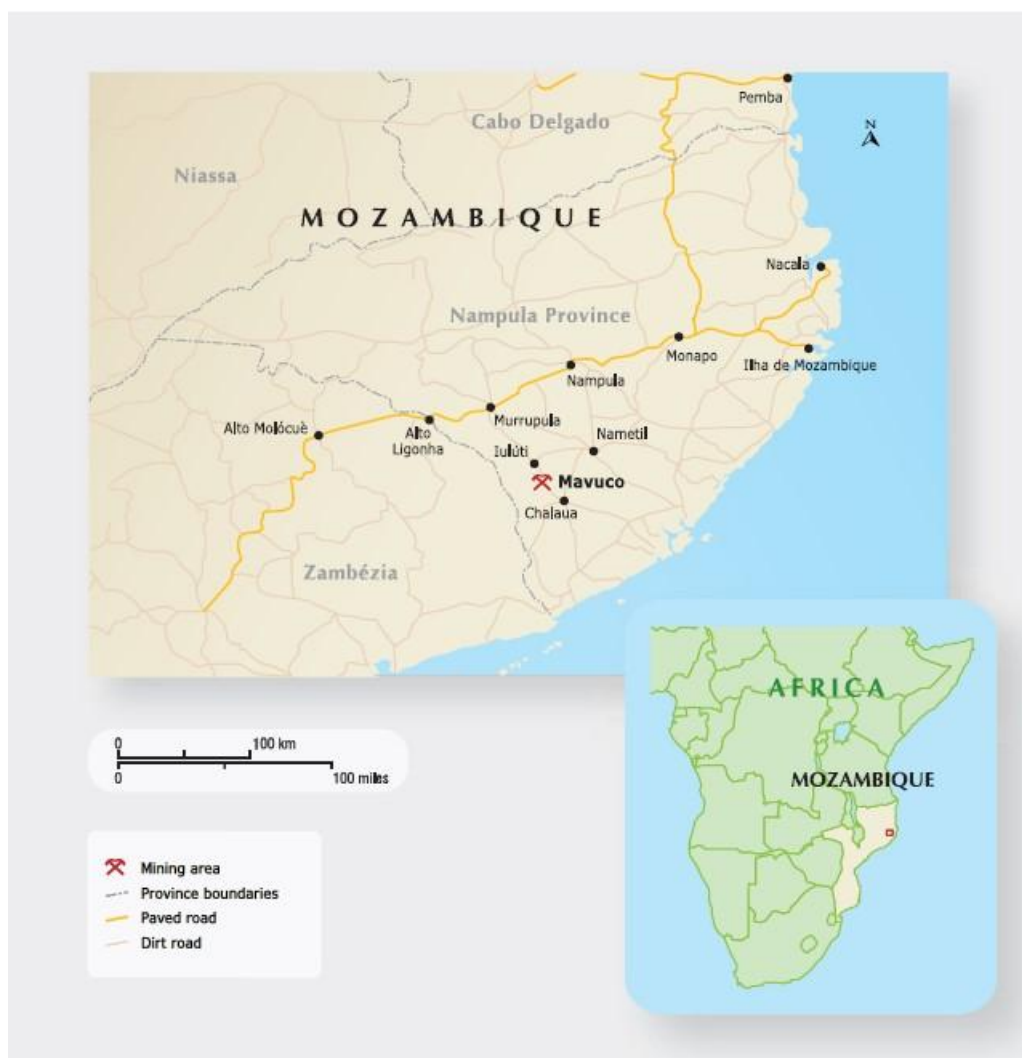 Pemba
N
Cabo Delgado
Niassa
MOZAMBIQUE
Nacala
Nampula Province
Monapo
Ilha de Mozambique
Nampula
Murrupula
Alto Molócuè
Alto
Ligonha
Nametil
Iulúti
Mavuco
Chalaua
Zambézia
AFRICA
MOZAMBIQUE
0 100 km
0 100 miles
Mining area
Province boundaries
Paved road
Dirt road